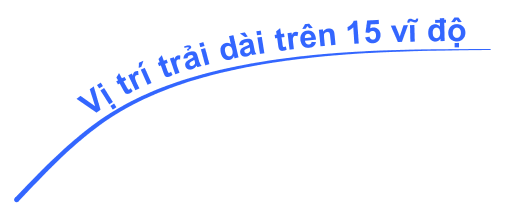 Vị trí trải dài trên 15 vĩ độ